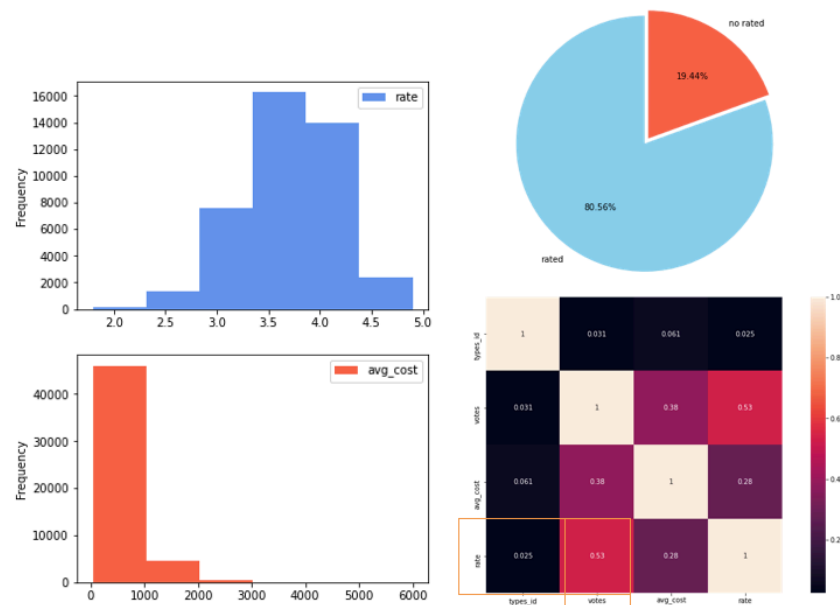 rate
Frequency
16000
14000
12000
10000
8000
6000
4000
2000
0
2.0 2.5 3.0 3.5 4.0 4.5 5.0
avg_cost
Frequency
40000
30000
20000
10000
0
0 1000 2000 3000 4000 5000 6000
no rated
19.44%
80.56%
rated
types_id
1 0.031 0.061 0.025
votes
0.031 1 0.38 0.53
avg_cost
0.061 0.38 1 0.28
rate
0.025 0.53 0.28 1
types_id votes avg_cost rate
1.0
0.8
0.6
0.4
0.2